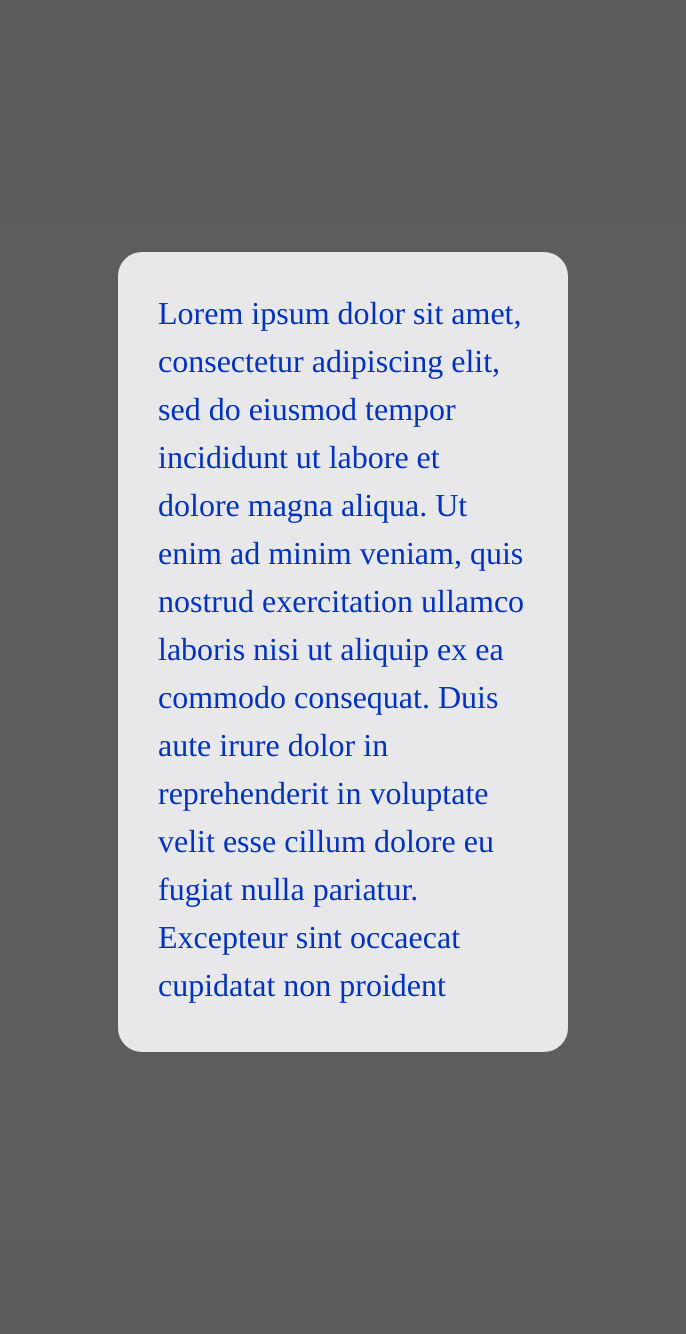 Lorem ipsum dolor sit amet,
consectetur adipiscing elit,
sed do eiusmod tempor
incididunt ut labore et
dolore magna aliqua. Ut
enim ad minim veniam, quis
nostrud exercitation ullamco
laboris nisi ut aliquip ex ea
commodo consequat. Duis
aute irure dolor in
reprehenderit in voluptate
velit esse cillum dolore eu
fugiat nulla pariatur.
Excepteur sint occaecat
cupidatat non proident